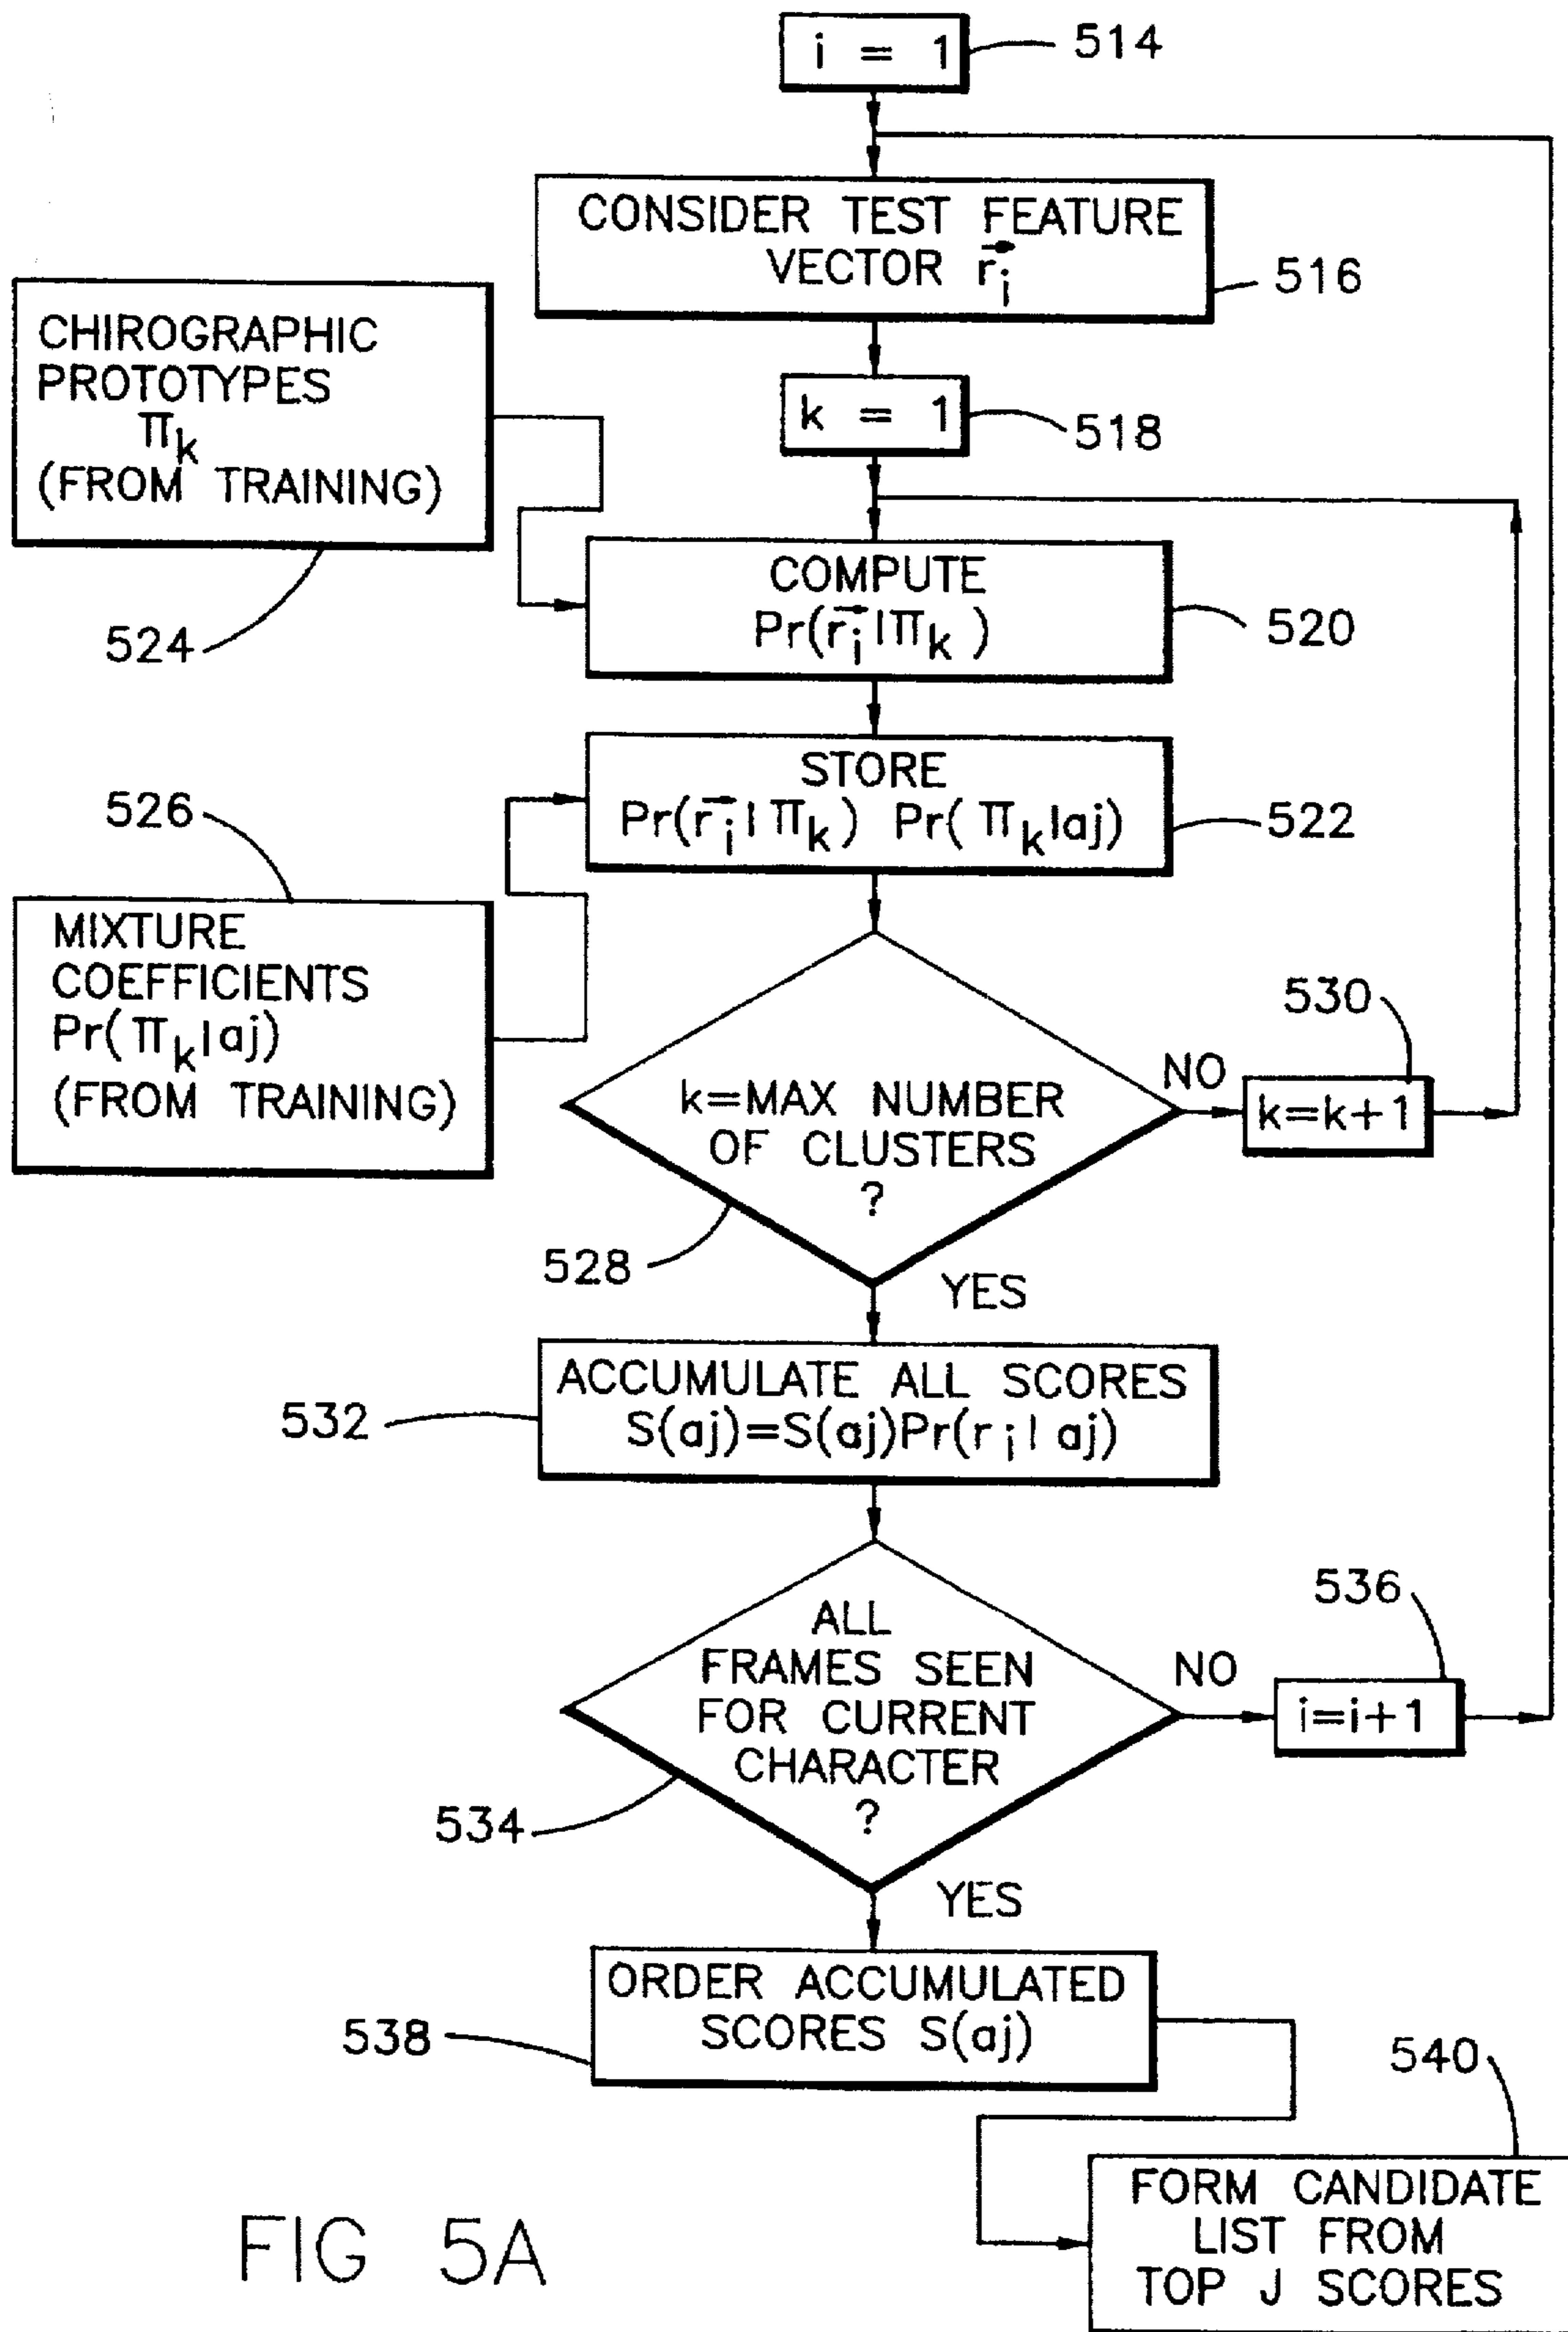 i = 1
514
CONSIDER TEST FEATURE
VECTOR r⃗i
516
CHIROGRAPHIC
PROTOTYPES
πk
(FROM TRAINING)
524
k = 1
518
COMPUTE
Pr(r⃗i|πk)
520
STORE
Pr(r⃗i|πk) Pr(πk|aj)
522
526
MIXTURE
COEFFICIENTS
Pr(πk|aj)
(FROM TRAINING)
k=MAX NUMBER
OF CLUSTERS
?
528
NO
530
k=k+1
YES
ACCUMULATE ALL SCORES
S(aj)=S(aj)Pr(ri|aj)
532
ALL
FRAMES SEEN
FOR CURRENT
CHARACTER
?
534
NO
536
i=i+1
YES
ORDER ACCUMULATED
SCORES S(aj)
538
540
FORM CANDIDATE
LIST FROM
TOP J SCORES
FIG 5A